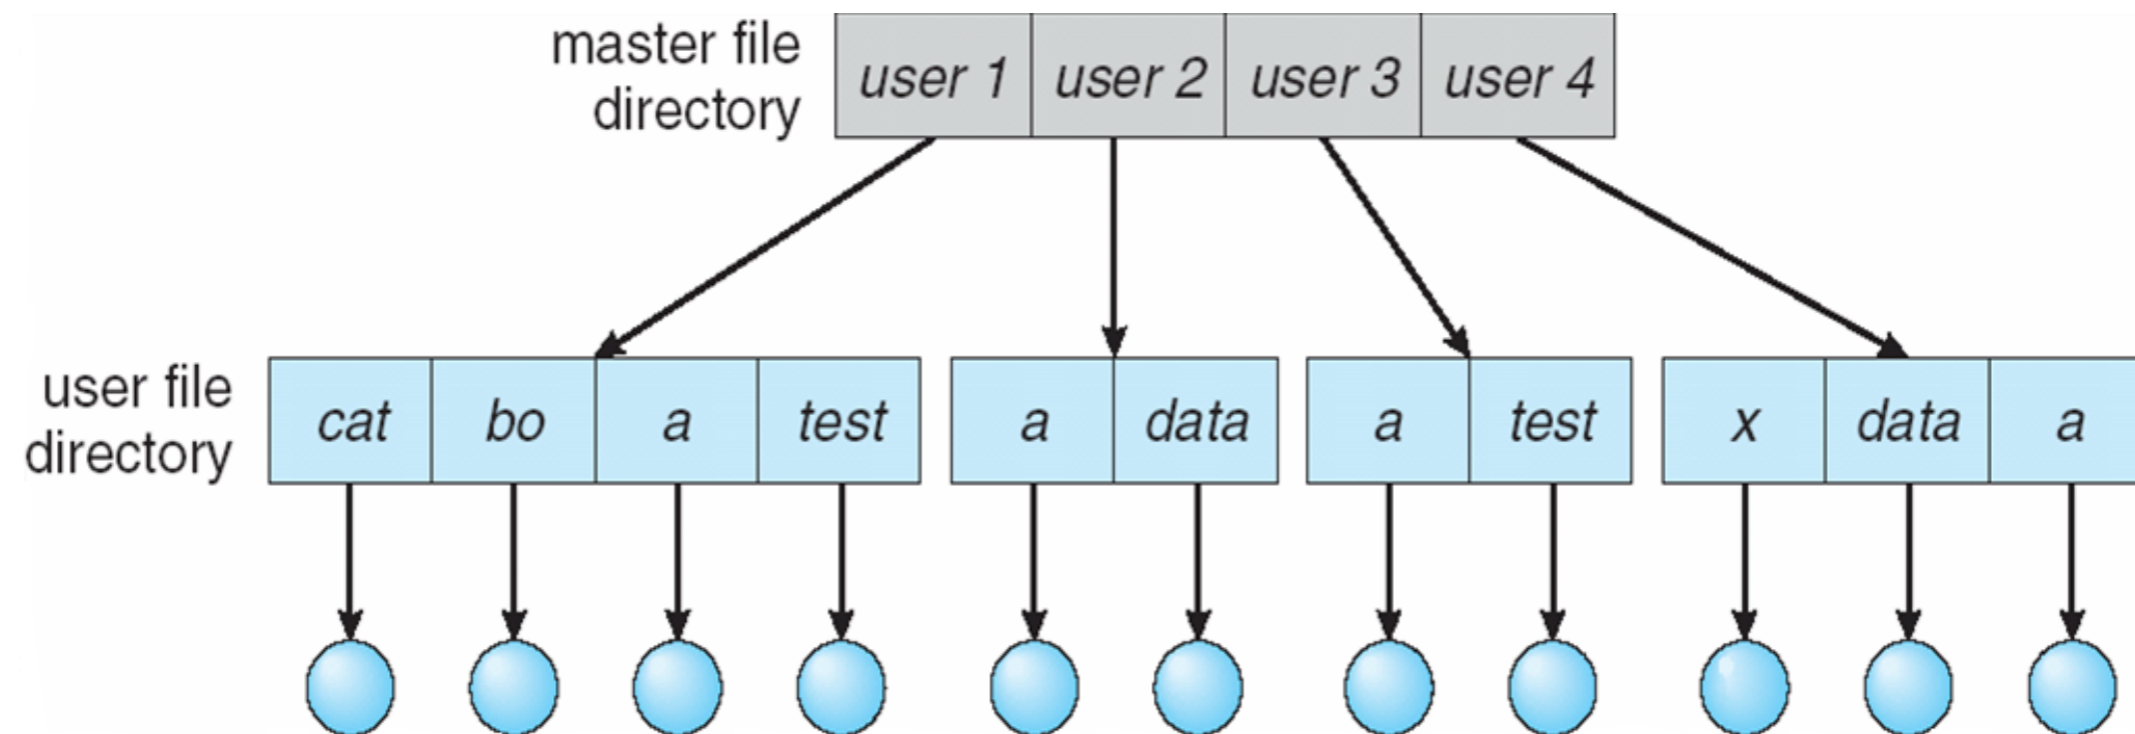 master file
directory
user 1 user 2 user 3 user 4
user file
directory
cat bo a test a data a test x data a